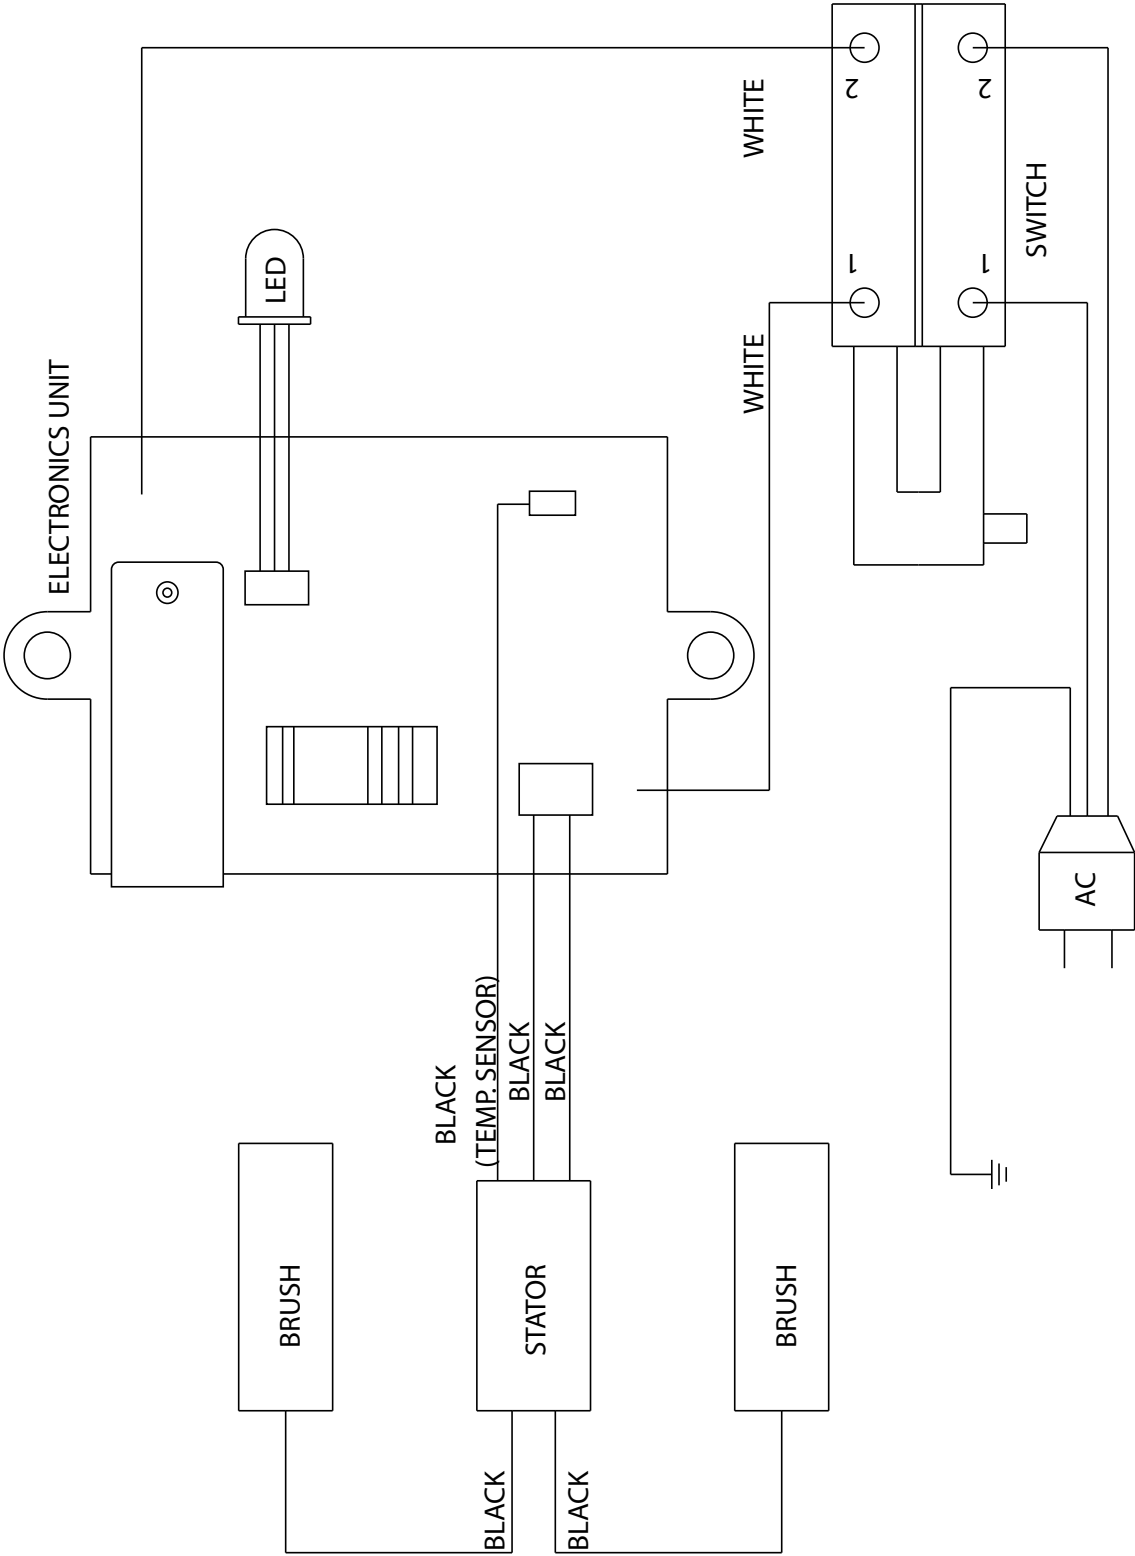 BRUSH
STATOR
BRUSH
BLACK
BLACK
BLACK
(TEMP. SENSOR)
BLACK
BLACK
ELECTRONICS UNIT
LED
WHITE
WHITE
1
2
1
2
SWITCH
AC